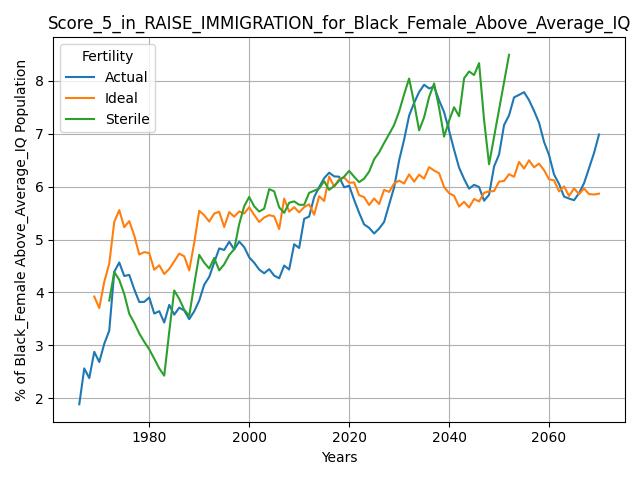 Score_5_in_RAISE_IMMIGRATION_for_Black_Female_Above_Average_IQ
% of Black_Female Above_Average_IQ Population
Fertility
Actual
Ideal
Sterile
8
7
6
5
4
3
2
1980
2000
2020
2040
2060
Years